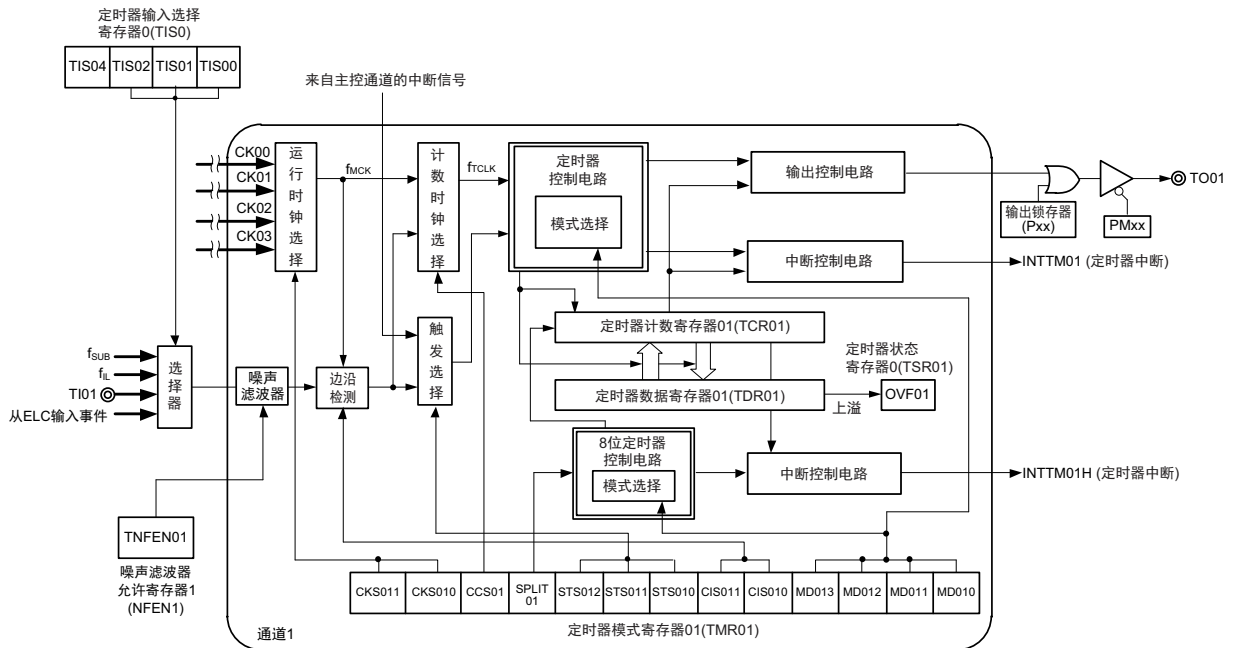 定时器输入选择
寄存器0(TIS0)
TIS04 TIS02 TIS01 TIS00
来自主控通道的中断信号
CK00
CK01
CK02
CK03
运行时钟选择
fMCK
计数时钟选择
fTCLK
定时器
控制电路
模式选择
输出控制电路
输出锁存器
(Pxx)
PMxx
TO01
中断控制电路
INTTM01 (定时器中断)
定时器计数寄存器01(TCR01)
触发选择
fSUB
fIL
TI01
从ELC输入事件
选择器
噪声
滤波器
边沿
检测
定时器状态
寄存器0(TSR01)
定时器数据寄存器01(TDR01)
上溢
OVF01
8位定时器
控制电路
模式选择
中断控制电路
INTTM01H (定时器中断)
TNFEN01
噪声滤波器
允许寄存器1
(NFEN1)
CKS011 CKS010 CCS01 SPLIT01 STS012 STS011 STS010 CIS011 CIS010 MD013 MD012 MD011 MD010
定时器模式寄存器01(TMR01)
通道1